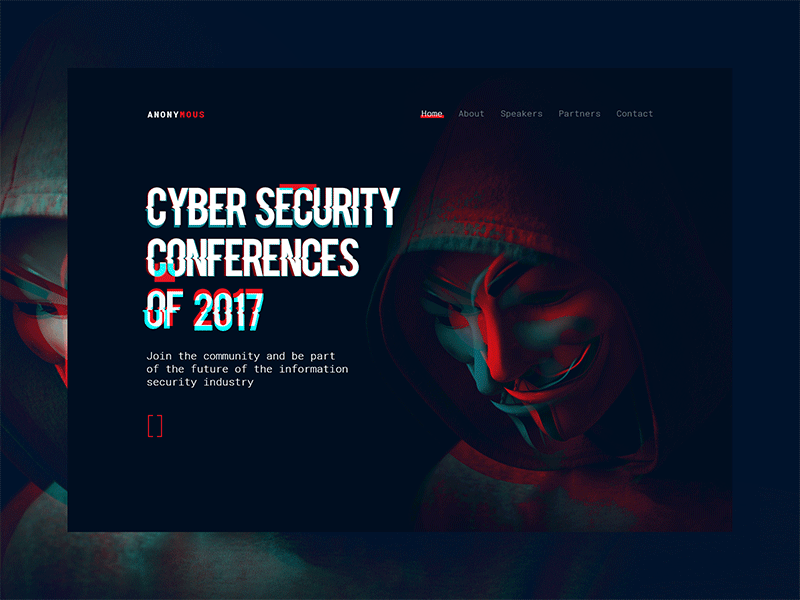 ANONYMOUS
Home About Speakers Partners Contact
CYBER SECURITY
CONFERENCES
OF 2017
Join the community and be part
of the future of the information
security industry
[]